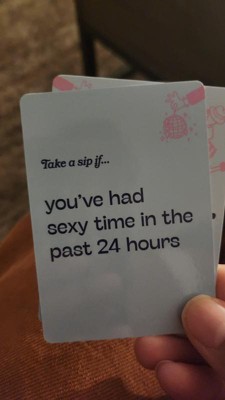 Take a sip if...
you've had
sexy time in the
past 24 hours